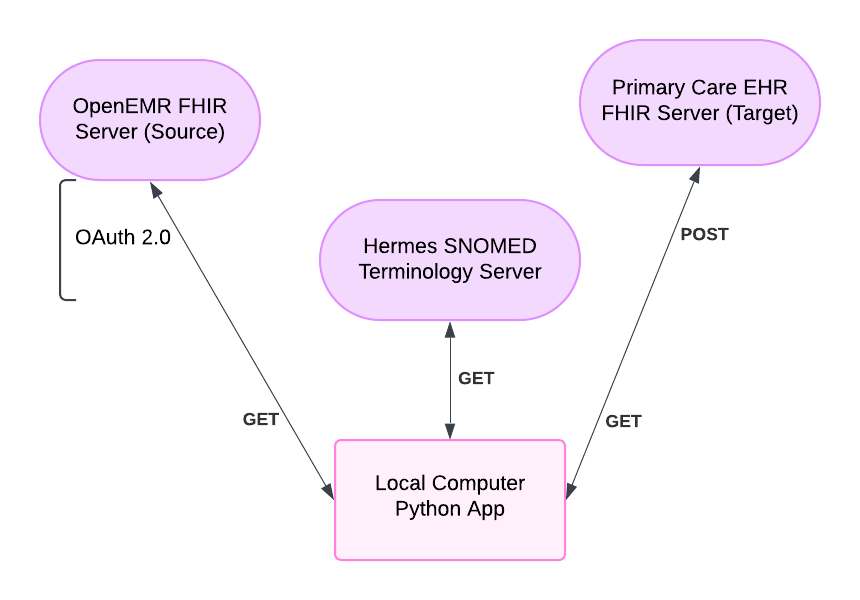 OpenEMR FHIR
Server (Source)
Primary Care EHR
FHIR Server (Target)
OAuth 2.0
Hermes SNOMED
Terminology Server
POST
GET
GET
GET
Local Computer
Python App